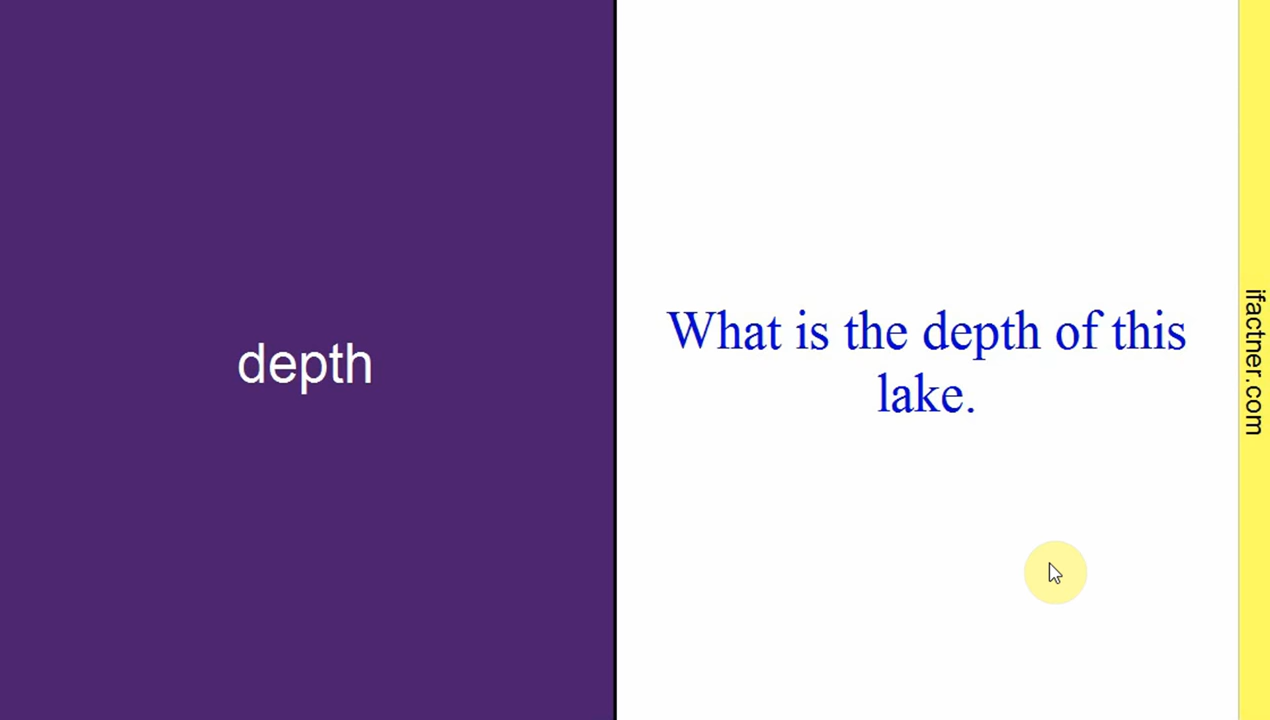 depth
What is the depth of this
lake.
ifactner.com